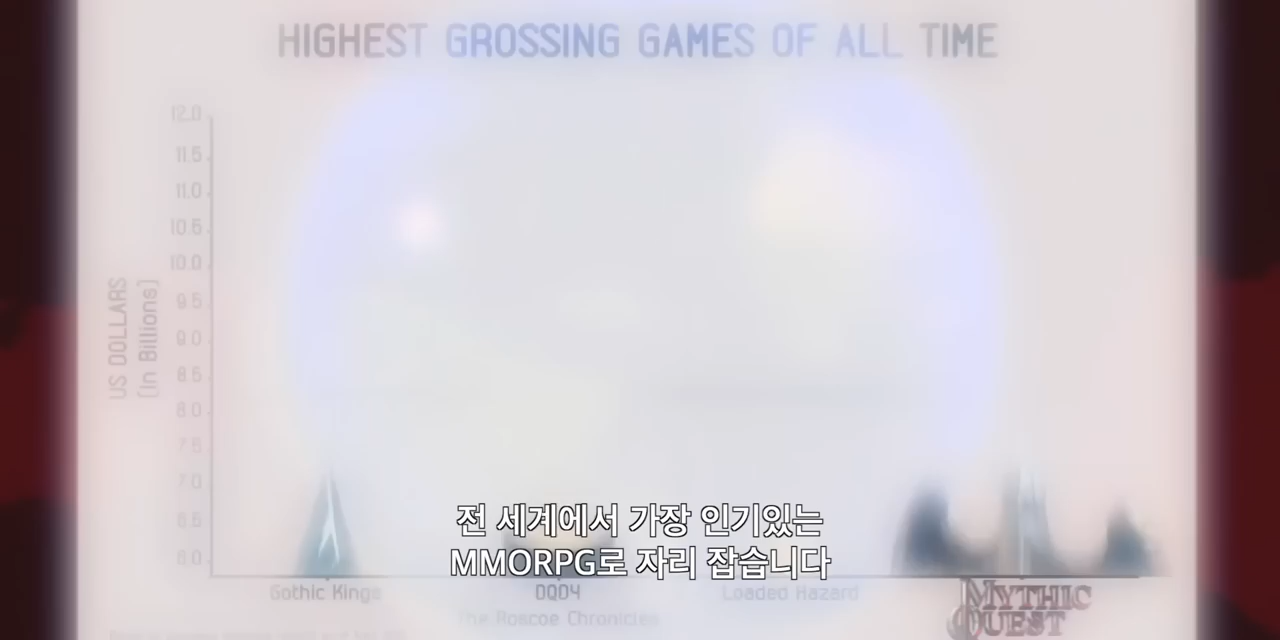 HIGHEST GROSSING GAMES OF ALL TIME
US DOLLARS
(In Billions)
12.0
11.5
11.0
10.5
10.0
9.5
9.0
8.5
8.0
7.5
7.0
6.5
6.0
전 세계에서 가장 인기있는
MMORPG로 자리 잡습니다
Gothic Kings
DQD4
The Roscoe Chronicles
Loaded Hazard
MYTHIC
QUEST